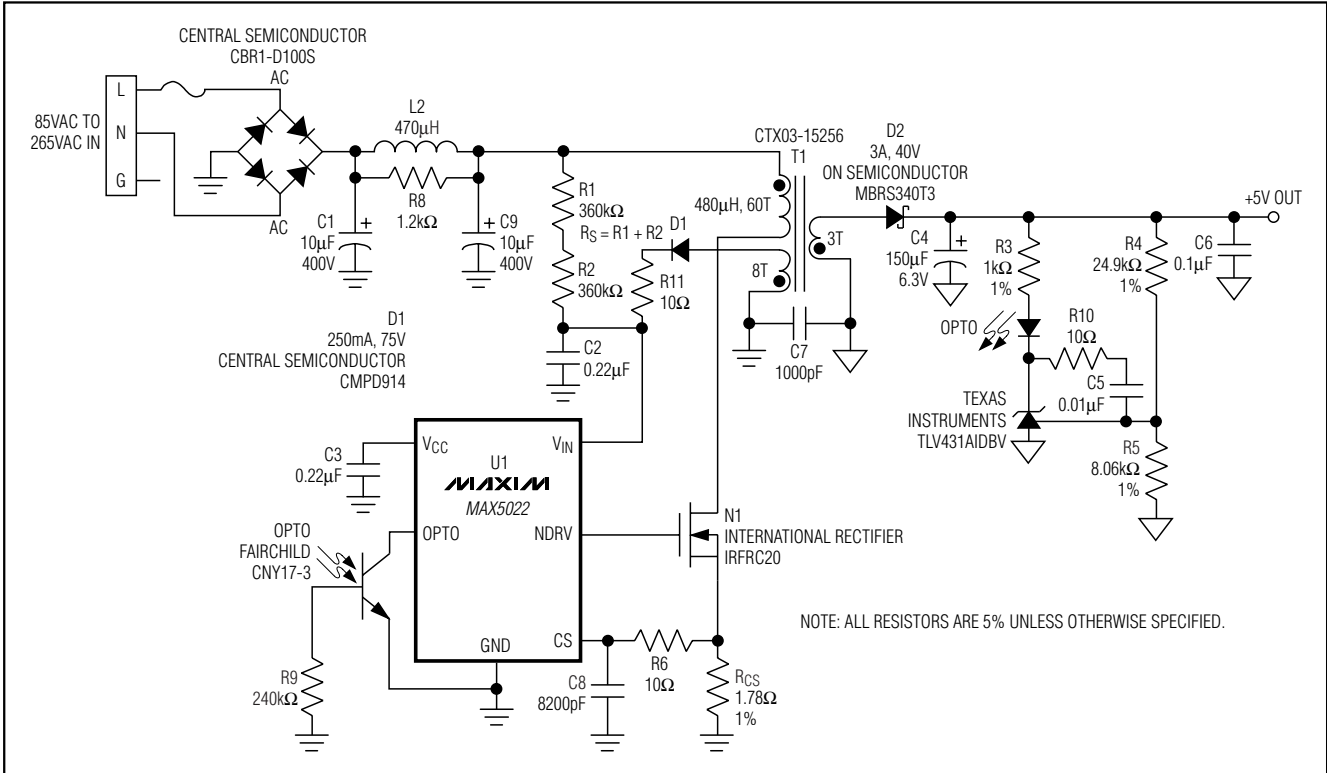 CENTRAL SEMICONDUCTOR
CBR1-D100S
AC
L
N
G
85VAC TO
265VAC IN
AC
L2
470μH
R8
1.2kΩ
C1
10μF
400V
+
C9
10μF
400V
+
R1
360kΩ
RS = R1 + R2
R2
360kΩ
D1
R11
10Ω
C2
0.22μF
D1
250mA, 75V
CENTRAL SEMICONDUCTOR
CMPD914
CTX03-15256
T1
480μH, 60T
8T
3T
C7
1000pF
D2
3A, 40V
ON SEMICONDUCTOR
MBRS340T3
+5V OUT
C4
150μF
6.3V
+
R3
1kΩ
1%
R4
24.9kΩ
1%
C6
0.1μF
OPTO
R10
10Ω
C5
0.01μF
TEXAS
INSTRUMENTS
TLV431AIDBV
R5
8.06kΩ
1%
C3
0.22μF
VCC
VIN
U1
MAXIM
MAX5022
OPTO
NDRV
GND
CS
OPTO
FAIRCHILD
CNY17-3
R9
240kΩ
N1
INTERNATIONAL RECTIFIER
IRFRC20
C8
8200pF
R6
10Ω
RCS
1.78Ω
1%
NOTE: ALL RESISTORS ARE 5% UNLESS OTHERWISE SPECIFIED.